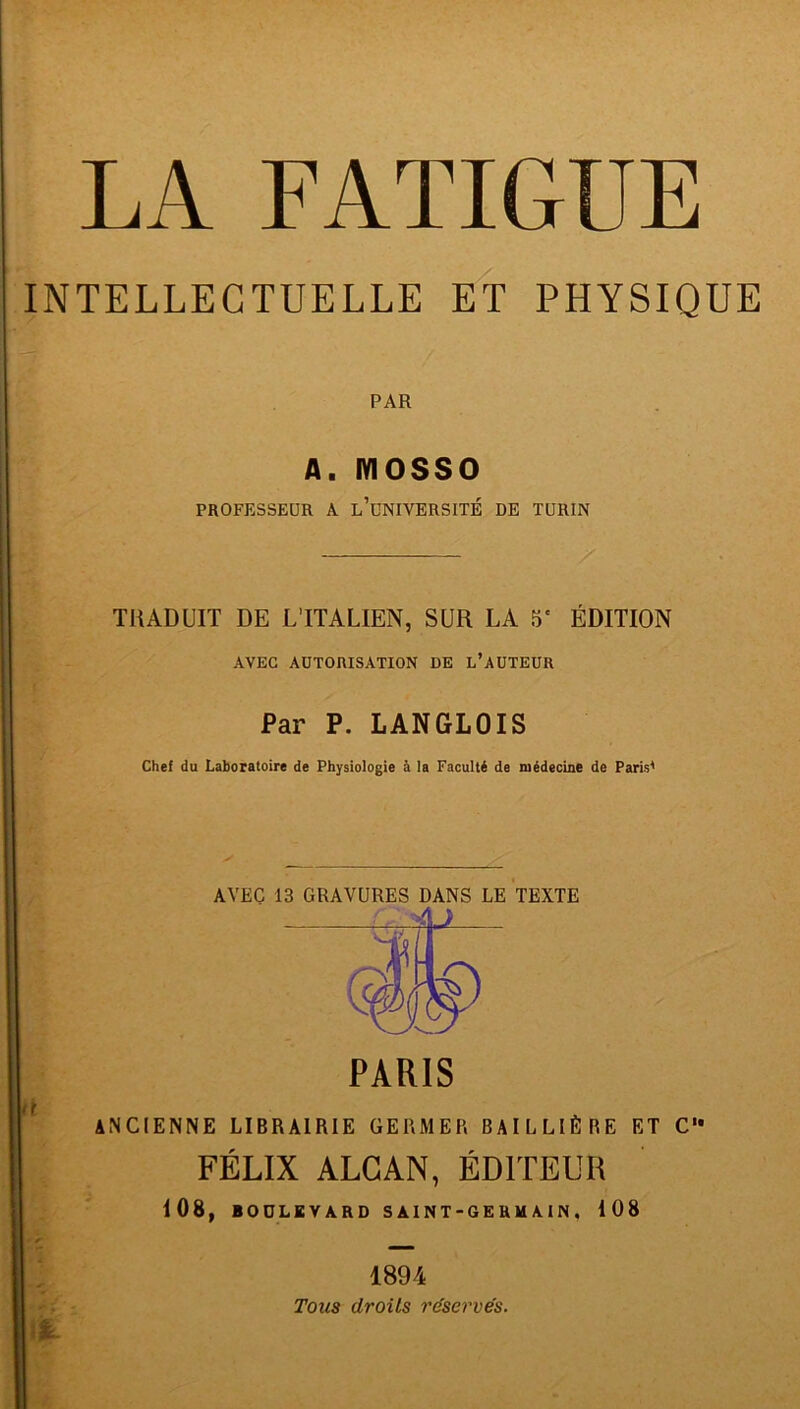 LA FATIGUE
INTELLECTUELLE ET PHYSIQUE
PAR
A. MOSSO
PROFESSEUR A L'UNIVERSITÉ DE TURIN
TRADUIT DE L'ITALIEN, SUR LA 5e ÉDITION
AVEC AUTORISATION DE L'AUTEUR
Par P. LANGLOIS
Chef du Laboratoire de Physiologie à la Faculté de médecine de Paris
AVEC 13 GRAVURES DANS LE TEXTE
PARIS
ANCIENNE LIBRAIRIE GERMER BAILLIÈRE ET Cie
FÉLIX ALCAN, ÉDITEUR
108, BOULEVARD SAINT-GERMAIN, 108
1894
Tous droits réservés.